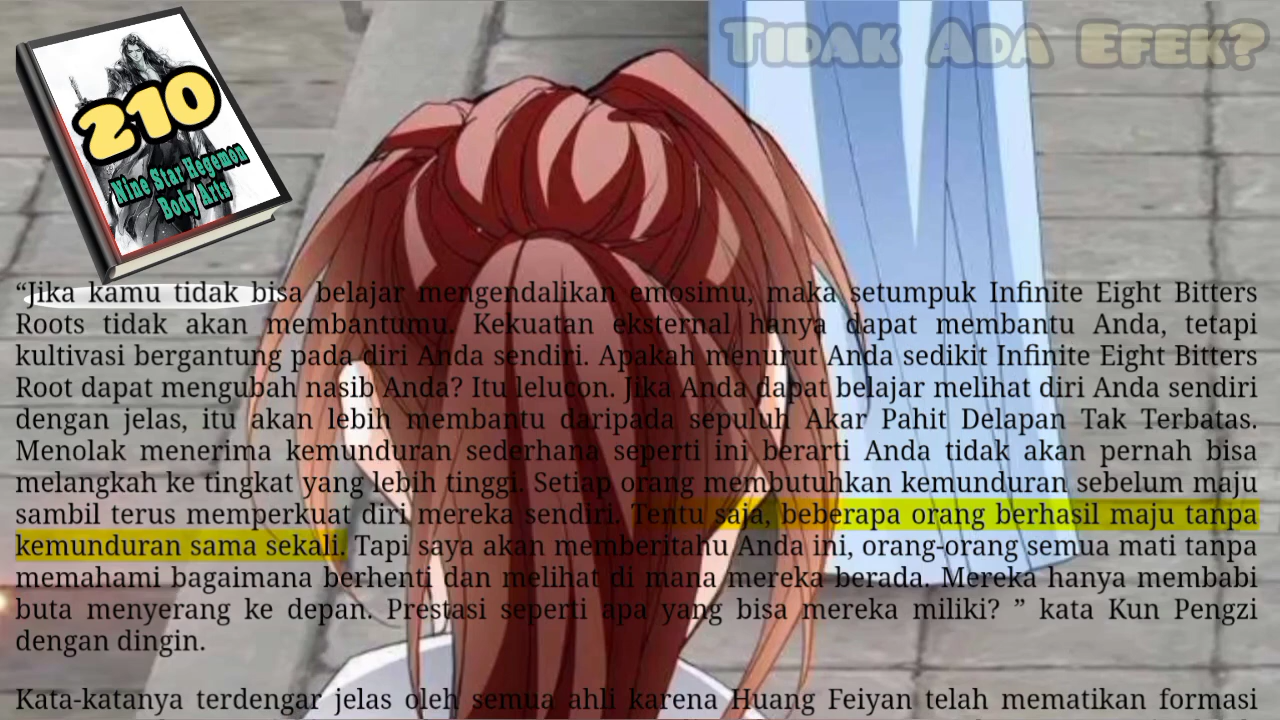 Tidak Ada Efek?
210
Nine Star Hegemon
Body Arts
“Jika kamu tidak bisa belajar mengendalikan emosimu, maka setumpuk Infinite Eight Bitters
Roots tidak akan membantumu. Kekuatan eksternal hanya dapat membantu Anda, tetapi
kultivasi bergantung pada diri Anda sendiri. Apakah menurut Anda sedikit Infinite Eight Bitters
Root dapat mengubah nasib Anda? Itu lelucon. Jika Anda dapat belajar melihat diri Anda sendiri
dengan jelas, itu akan lebih membantu daripada sepuluh Akar Pahit Delapan Tak Terbatas.
Menolak menerima kemunduran sederhana seperti ini berarti Anda tidak akan pernah bisa
melangkah ke tingkat yang lebih tinggi. Setiap orang membutuhkan kemunduran sebelum maju
sambil terus memperkuat diri mereka sendiri. Tentu saja, beberapa orang berhasil maju tanpa
kemunduran sama sekali. Tapi saya akan memberitahu Anda ini, orang-orang semua mati tanpa
memahami bagaimana berhenti dan melihat di mana mereka berada. Mereka hanya membabi
buta menyerang ke depan. Prestasi seperti apa yang bisa mereka miliki? ” kata Kun Pengzi
dengan dingin.
Kata-katanya terdengar jelas oleh semua ahli karena Huang Feiyan telah mematikan formasi